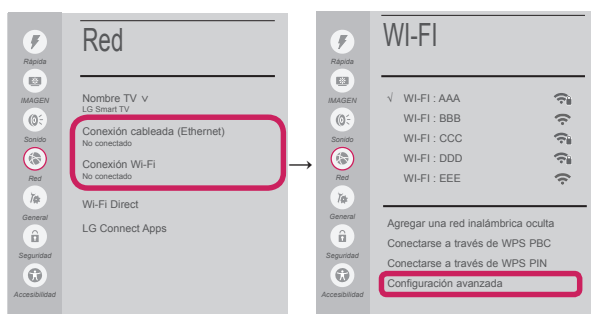 Red
Rápida
IMAGEN
Sonido
Red
General
Seguridad
Accesibilidad
Nombre TV ˅
LG Smart TV
Conexión cableada (Ethernet)
No conectado
Conexión Wi-Fi
No conectado
Wi-Fi Direct
LG Connect Apps
→
WI-FI
Rápida
IMAGEN
Sonido
Red
General
Seguridad
Accesibilidad
√ WI-FI : AAA
WI-FI : BBB
WI-FI : CCC
WI-FI : DDD
WI-FI : EEE
Agregar una red inalámbrica oculta
Conectarse a través de WPS PBC
Conectarse a través de WPS PIN
Configuración avanzada